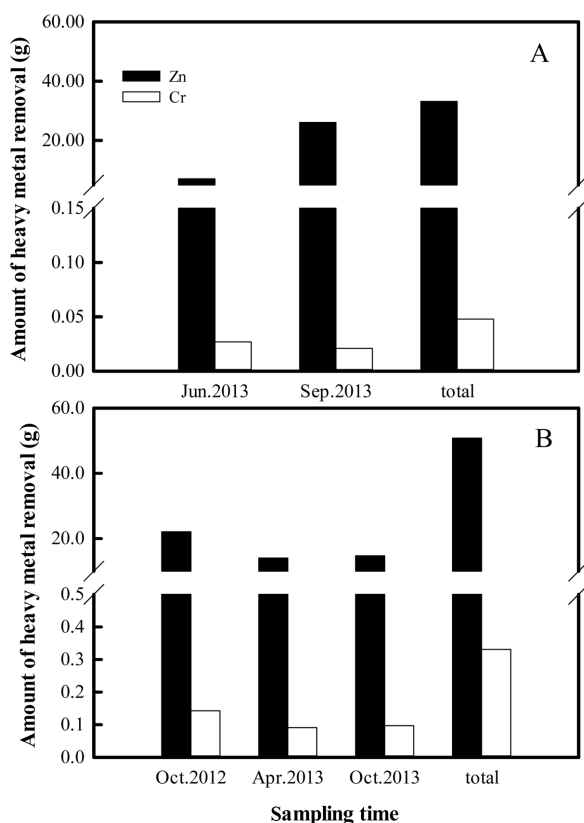 60.00
A
Zn
Cr
40.00
20.00
0.15
0.10
0.05
0.00
Amount of heavy metal removal (g)
Jun.2013 Sep.2013 total
60.0
B
40.0
20.0
0.5
0.4
0.3
0.2
0.1
0.0
Amount of heavy metal removal (g)
Oct.2012 Apr.2013 Oct.2013 total
Sampling time